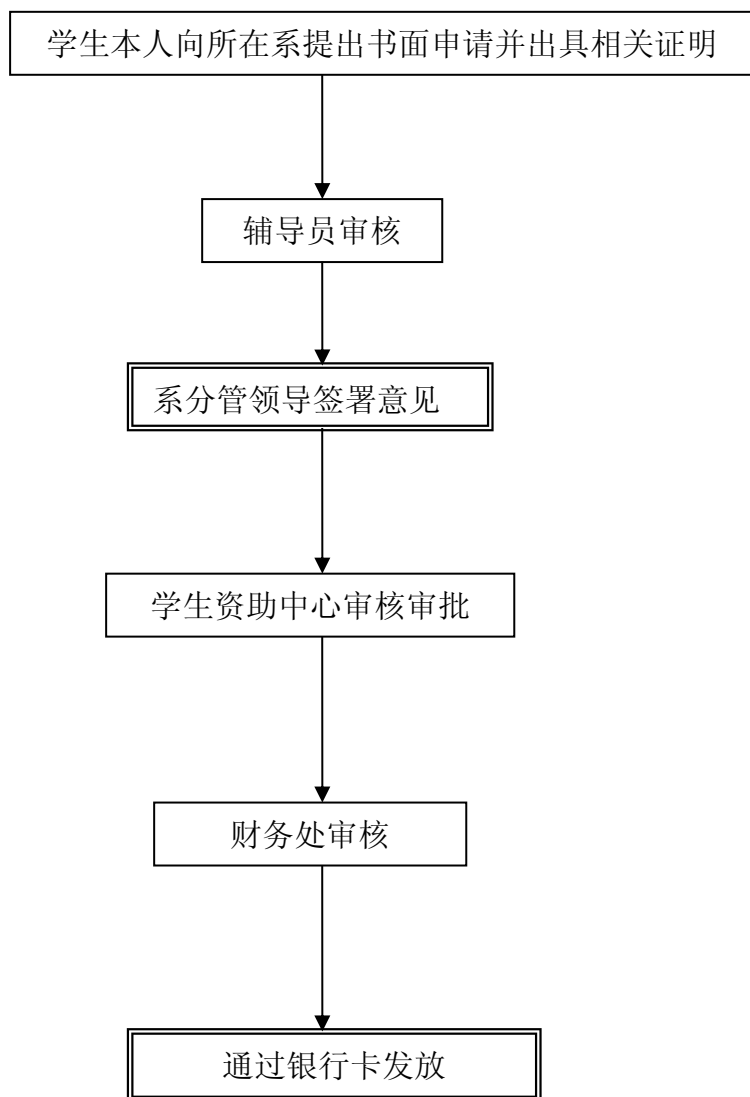 学生本人向所在系提出书面申请并出具相关证明
辅导员审核
系分管领导签署意见
学生资助中心审核审批
财务处审核
通过银行卡发放